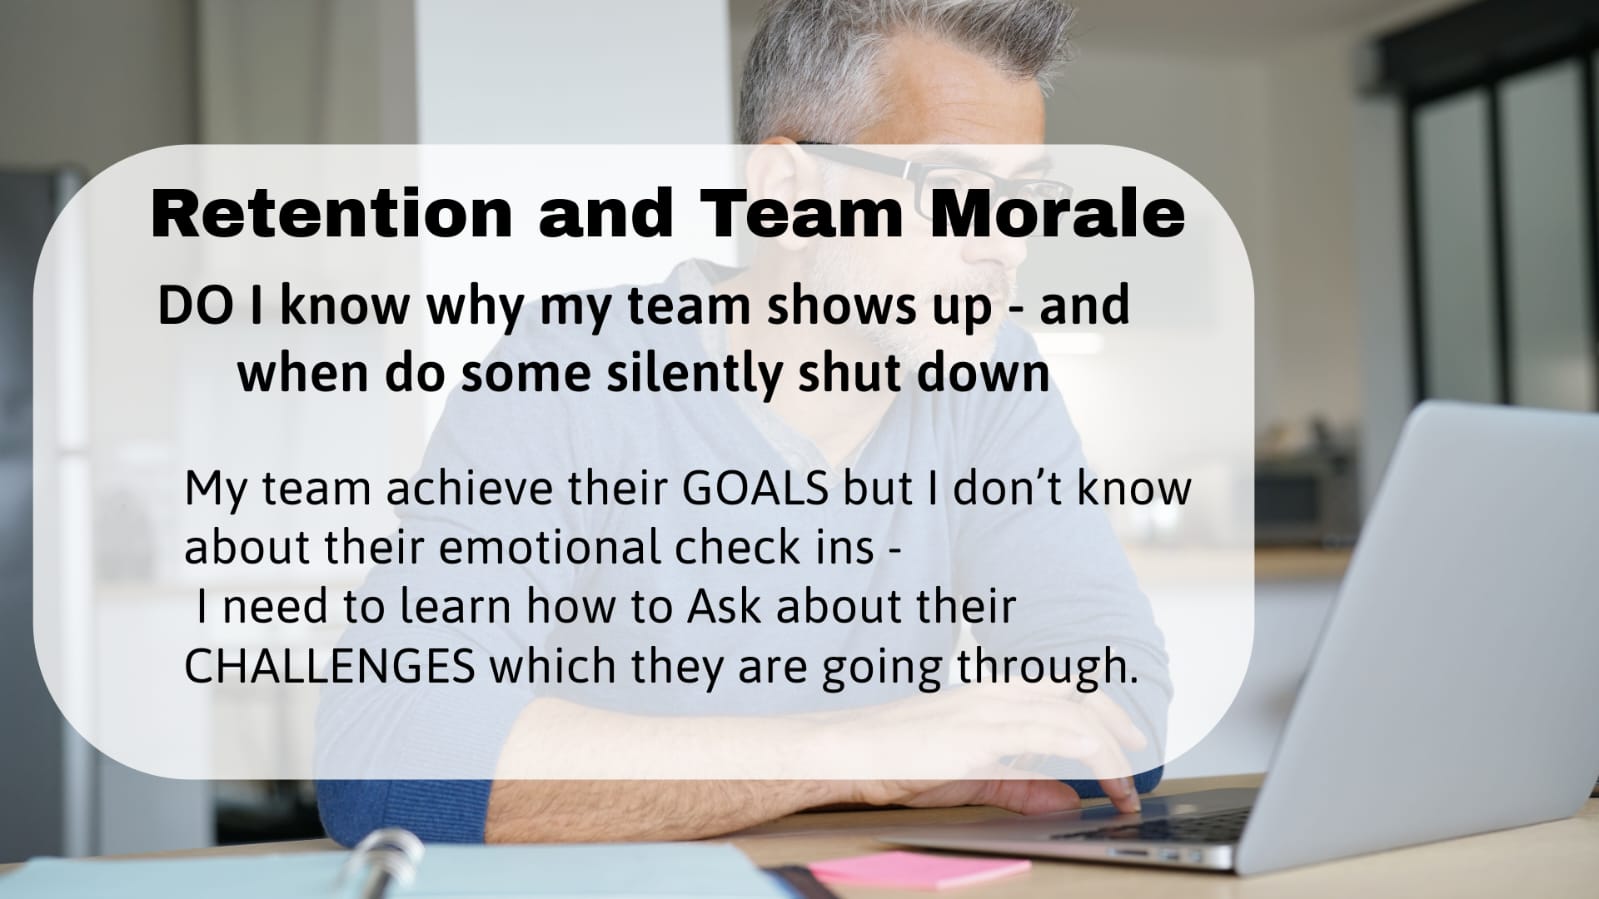 Retention and Team Morale
DO I know why my team shows up - and
when do some silently shut down
My team achieve their GOALS but I don’t know
about their emotional check ins -
I need to learn how to Ask about their
CHALLENGES which they are going through.